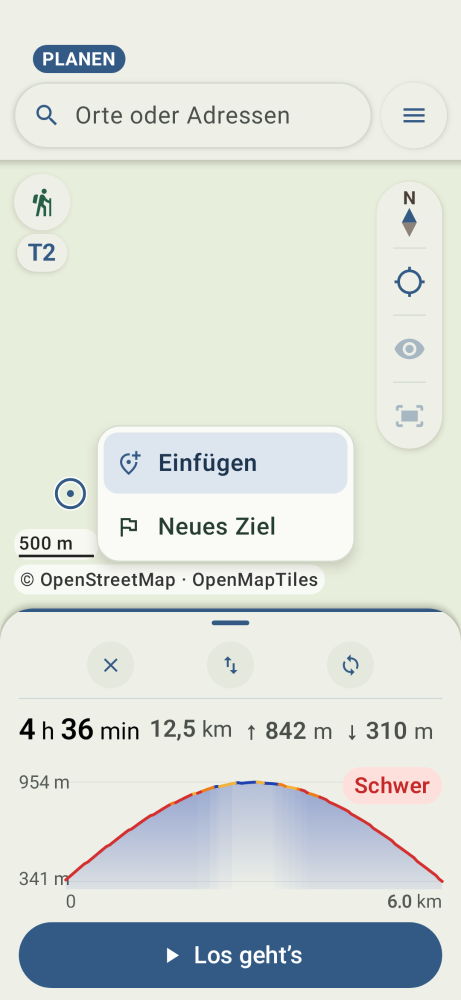 PLANEN
Orte oder Adressen
N
T2
Einfügen
Neues Ziel
500 m
© OpenStreetMap · OpenMapTiles
4 h 36 min 12,5 km ↑ 842 m ↓ 310 m
954 m
Schwer
341 m
0 6.0 km
Los geht’s